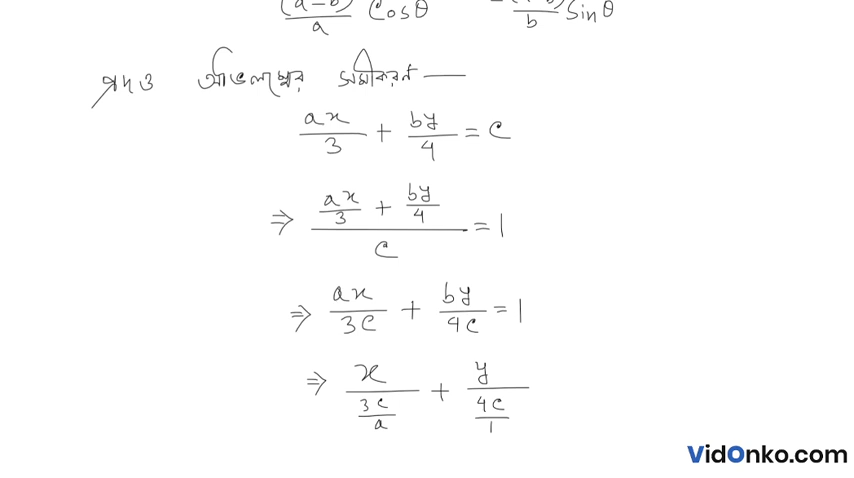 (a-b)/a Cosθ (a-b)/b Sinθ
প্রদত্ত অভিলম্বের সমীকরণ —
ax/3 + by/4 = c
⇒ (ax/3 + by/4)/c = 1
⇒ ax/3c + by/4c = 1
⇒ x/(3c/a) + y/(4c/1)
VidOnko.com